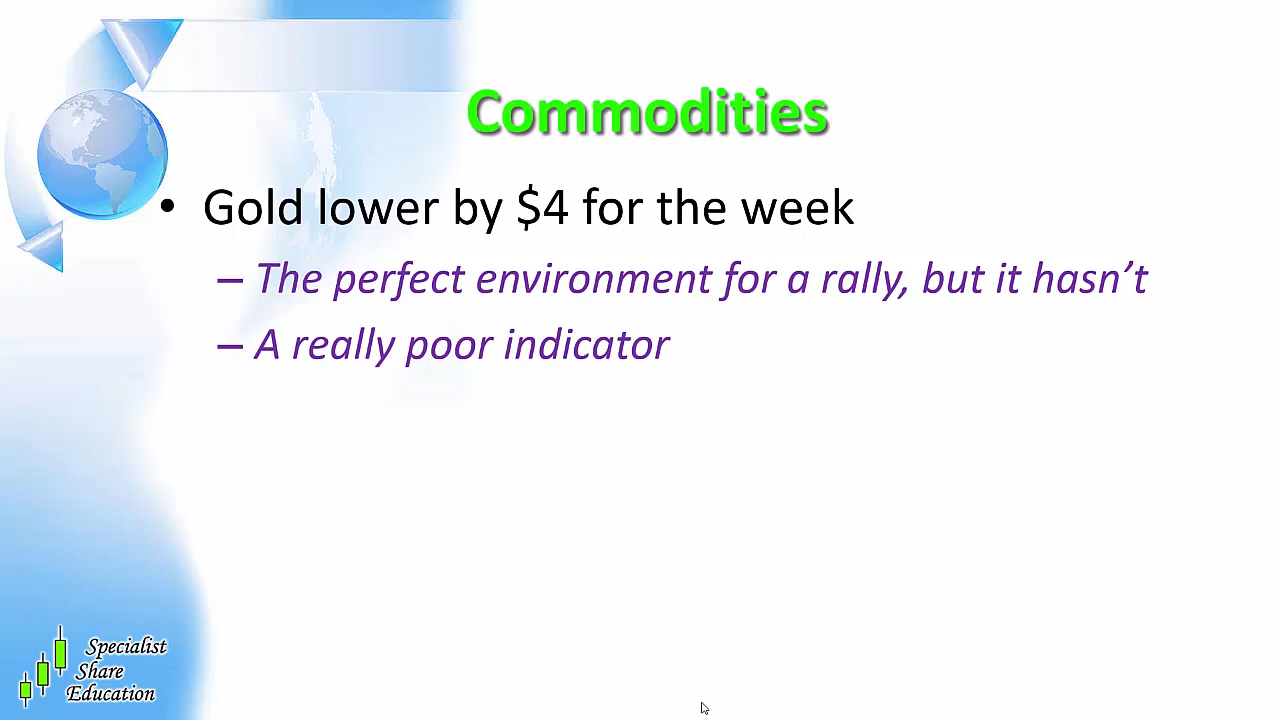 Commodities
• Gold lower by $4 for the week
– The perfect environment for a rally, but it hasn’t
– A really poor indicator
Specialist
Share
Education